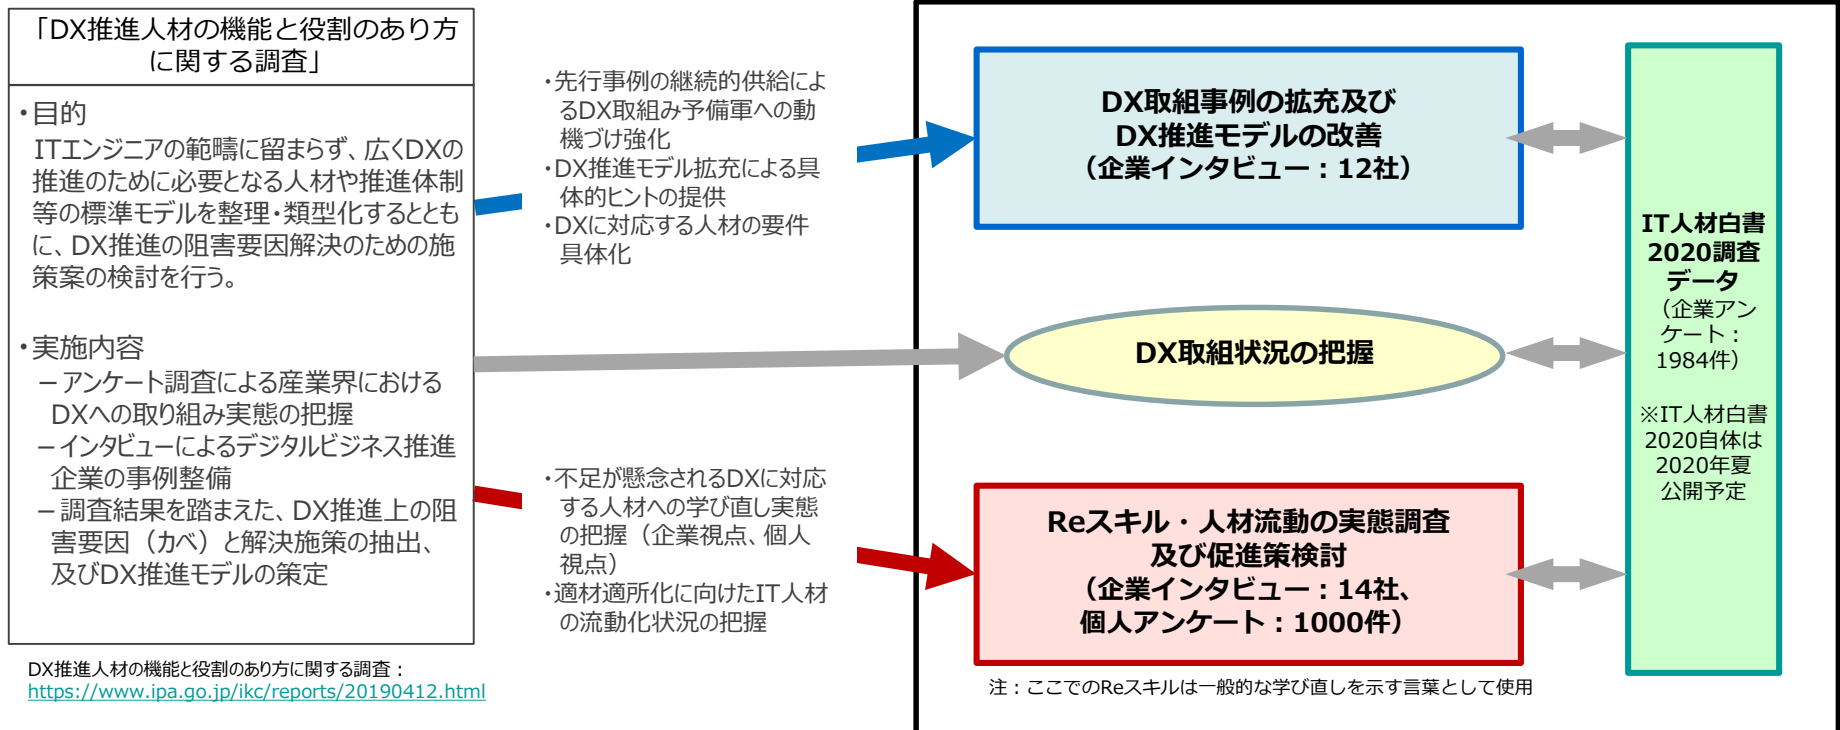 「DX推進人材の機能と役割のあり方
に関する調査」
・目的
ITエンジニアの範疇に留まらず、広くDXの
推進のために必要となる人材や推進体制
等の標準モデルを整理・類型化するととも
に、DX推進の阻害要因解決のための施
策案の検討を行う。
・実施内容
－アンケート調査による産業界における
DXへの取り組み実態の把握
－インタビューによるデジタルビジネス推進
企業の事例整備
－調査結果を踏まえた、DX推進上の阻
害要因（カベ）と解決施策の抽出、
及びDX推進モデルの策定
DX推進人材の機能と役割のあり方に関する調査：
https://www.ipa.go.jp/ikc/reports/20190412.html
・先行事例の継続的供給によ
るDX取組み予備軍への動
機づけ強化
・DX推進モデル拡充による具
体的ヒントの提供
・DXに対応する人材の要件
具体化
・不足が懸念されるDXに対応
する人材への学び直し実態
の把握（企業視点、個人
視点）
・適材適所化に向けたIT人材
の流動化状況の把握
DX取組事例の拡充及び
DX推進モデルの改善
（企業インタビュー：12社）
DX取組状況の把握
Reスキル・人材流動の実態調査
及び促進策検討
（企業インタビュー：14社、
個人アンケート：1000件）
注：ここでのReスキルは一般的な学び直しを示す言葉として使用
IT人材白書
2020調査
データ
（企業アン
ケート：
1984件）
※IT人材白書
2020自体は
2020年夏
公開予定